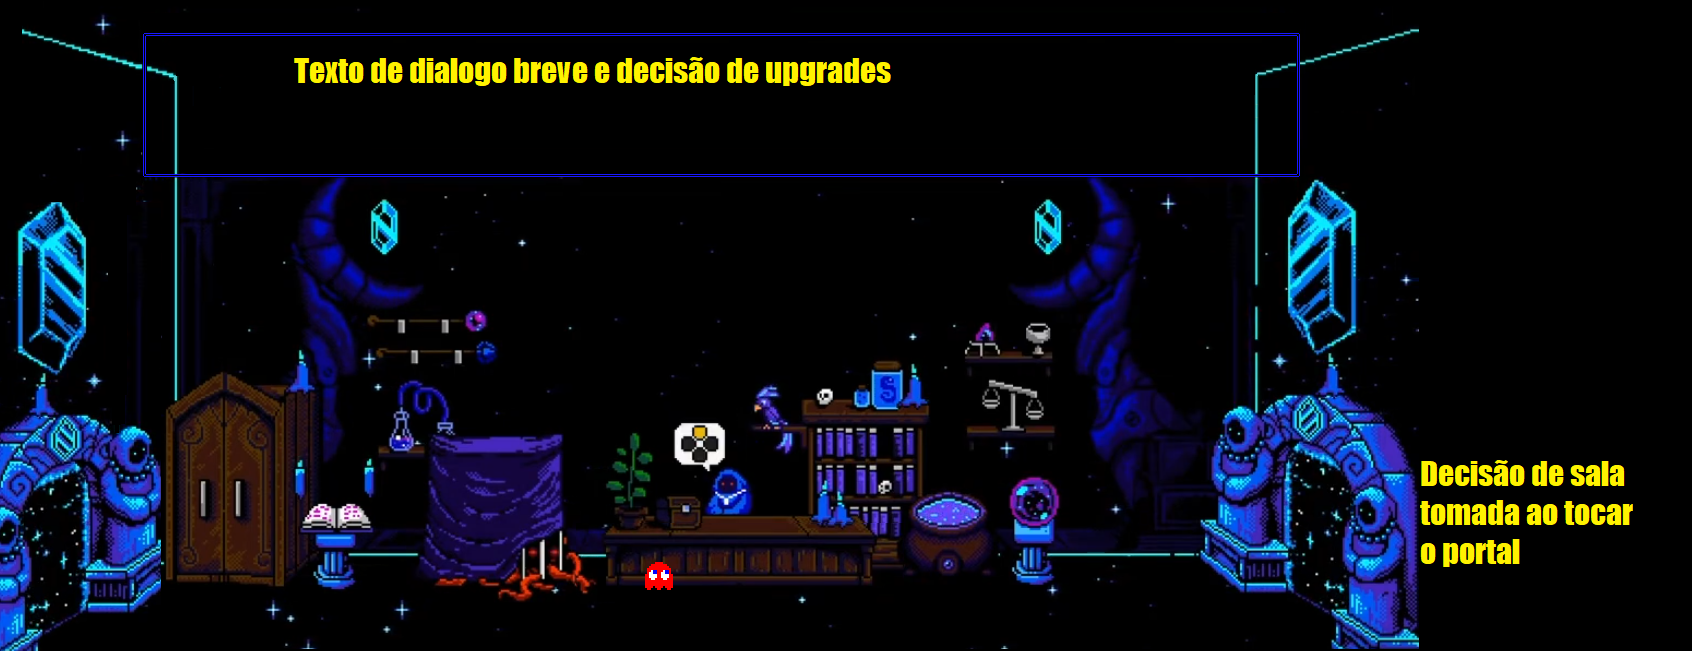 Texto de dialogo breve e decisão de upgrades
Decisão de sala
tomada ao tocar
o portal